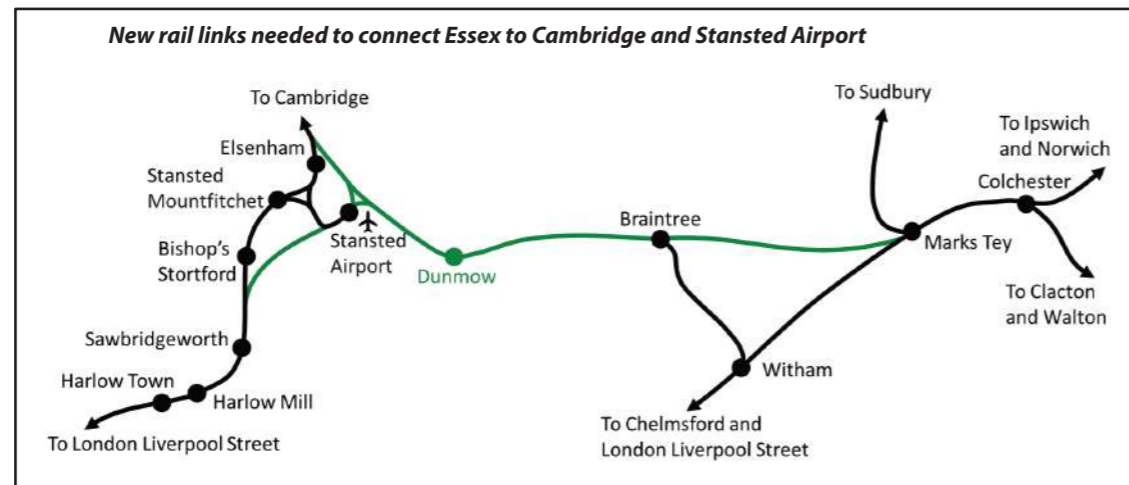 New rail links needed to connect Essex to Cambridge and Stansted Airport
To Cambridge
Elsenham
Stansted
Mountfitchet
Bishop's
Stortford
Stansted
Airport
Dunmow
Sawbridgeworth
Harlow Town
Harlow Mill
To London Liverpool Street
Braintree
To Sudbury
To Ipswich
and Norwich
Colchester
Marks Tey
To Clacton
and Walton
Witham
To Chelmsford and
London Liverpool Street